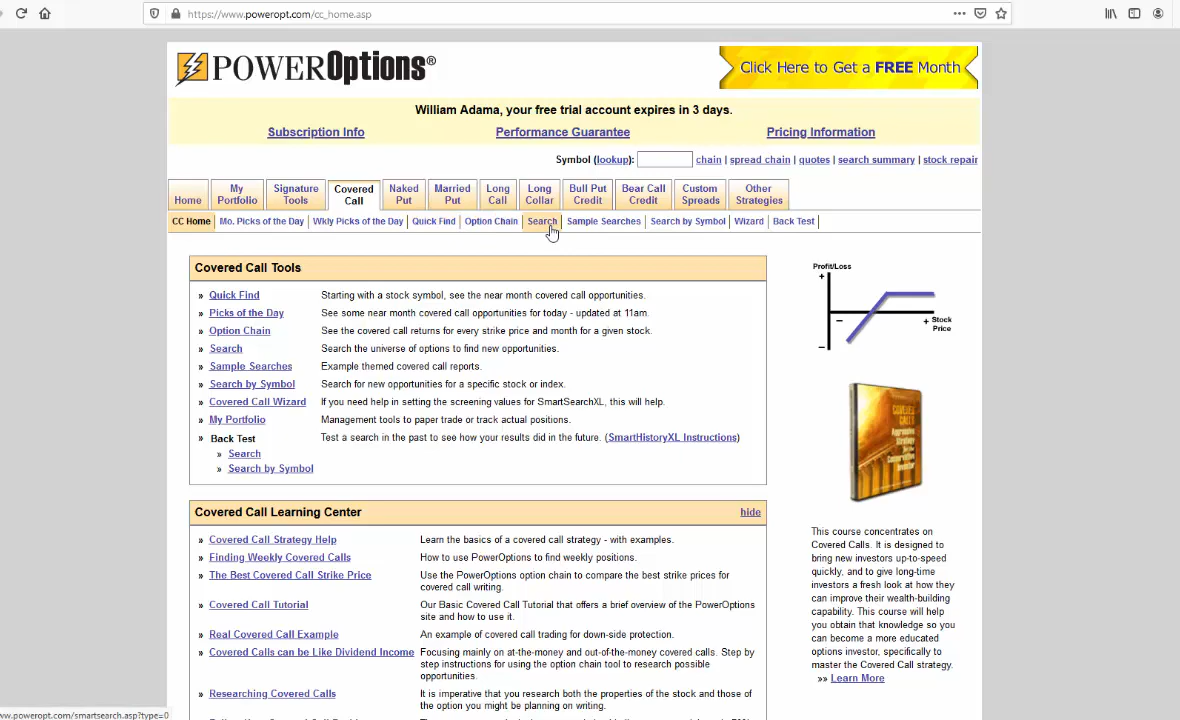 https://www.poweropt.com/cc_home.asp
POWEROptions®
Click Here to Get a FREE Month
William Adama, your free trial account expires in 3 days.
Subscription Info Performance Guarantee Pricing Information
Symbol (lookup): chain | spread chain | quotes | search summary | stock repair
Home My Portfolio Signature Tools Covered Call Naked Put Married Put Long Call Long Collar Bull Put Credit Bear Call Credit Custom Spreads Other Strategies
CC Home Mo. Picks of the Day Wkly Picks of the Day Quick Find Option Chain Search Sample Searches Search by Symbol Wizard Back Test
Covered Call Tools
» Quick Find Starting with a stock symbol, see the near month covered call opportunities.
» Picks of the Day See some near month covered call opportunities for today - updated at 11am.
» Option Chain See the covered call returns for every strike price and month for a given stock.
» Search Search the universe of options to find new opportunities.
» Sample Searches Example themed covered call reports.
» Search by Symbol Search for new opportunities for a specific stock or index.
» Covered Call Wizard If you need help in setting the screening values for SmartSearchXL, this will help.
» My Portfolio Management tools to paper trade or track actual positions.
» Back Test Test a search in the past to see how your results did in the future. (SmartHistoryXL Instructions)
» Search
» Search by Symbol
Profit/Loss
+
−
+ Stock
Price
−
Covered Call Learning Center hide
» Covered Call Strategy Help Learn the basics of a covered call strategy - with examples.
» Finding Weekly Covered Calls How to use PowerOptions to find weekly positions.
» The Best Covered Call Strike Price Use the PowerOptions option chain to compare the best strike prices for
covered call writing.
» Covered Call Tutorial Our Basic Covered Call Tutorial that offers a brief overview of the PowerOptions
site and how to use it.
» Real Covered Call Example An example of covered call trading for down-side protection.
» Covered Calls can be Like Dividend Income Focusing mainly on at-the-money and out-of-the-money covered calls. Step by
step instructions for using the option chain tool to research possible
opportunities.
» Researching Covered Calls It is imperative that you research both the properties of the stock and those of
the option you might be planning on writing.
COVERED
CALLS
Aggressive
Strategy
for the
Conservative
Investor
This course concentrates on
Covered Calls. It is designed to
bring new investors up-to-speed
quickly, and to give long-time
investors a fresh look at how they
can improve their wealth-building
capability. This course will help
you obtain that knowledge so you
can become a more educated
options investor, specifically to
master the Covered Call strategy.
»» Learn More
ww.poweropt.com/smartsearch.asp?type=0